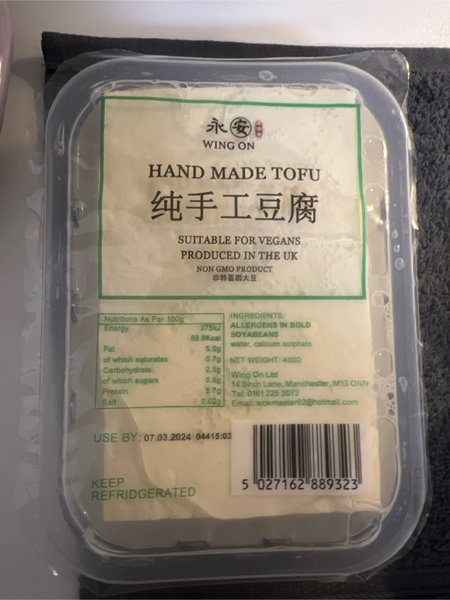 永安
WING ON
HAND MADE TOFU
纯手工豆腐
SUITABLE FOR VEGANS
PRODUCED IN THE UK
NON GMO PRODUCT
非转基因大豆
Nutritions As Per 100g
Energy 375kJ
89.8Kcal
Fat 5.0g
of which saturates 0.7g
Carbohydrate 2.5g
of which sugars 0.6g
Protein 8.7g
Salt 0.02g
INGREDIENTS
ALLERGENS IN BOLD
SOYABEANS
water, calcium sulphate
NET WEIGHT: 400G
Wing On Ltd
14 Birch Lane, Manchester, M13 0NN
Tel: 0161 225 3672
Email: wokmaster02@hotmail.com
USE BY: 07.03.2024 04415:03
KEEP
REFRIDGERATED
5 027162 889323